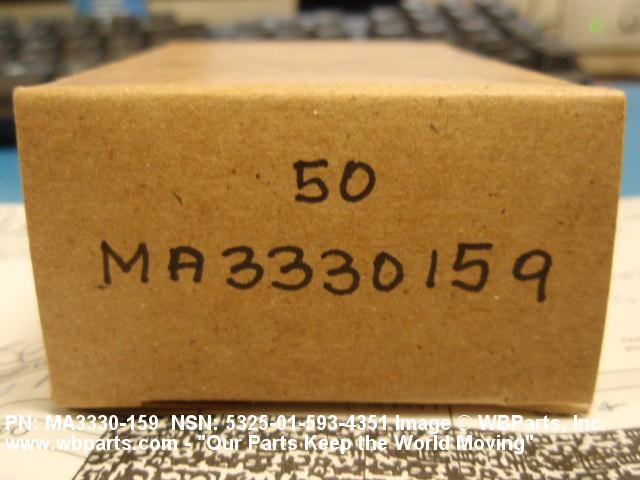 50
MA3330159
PN: MA3330-159 NSN: 5325-01-593-4351 Image © WBParts, Inc.
www.wbparts.com - "Our Parts Keep the World Moving"